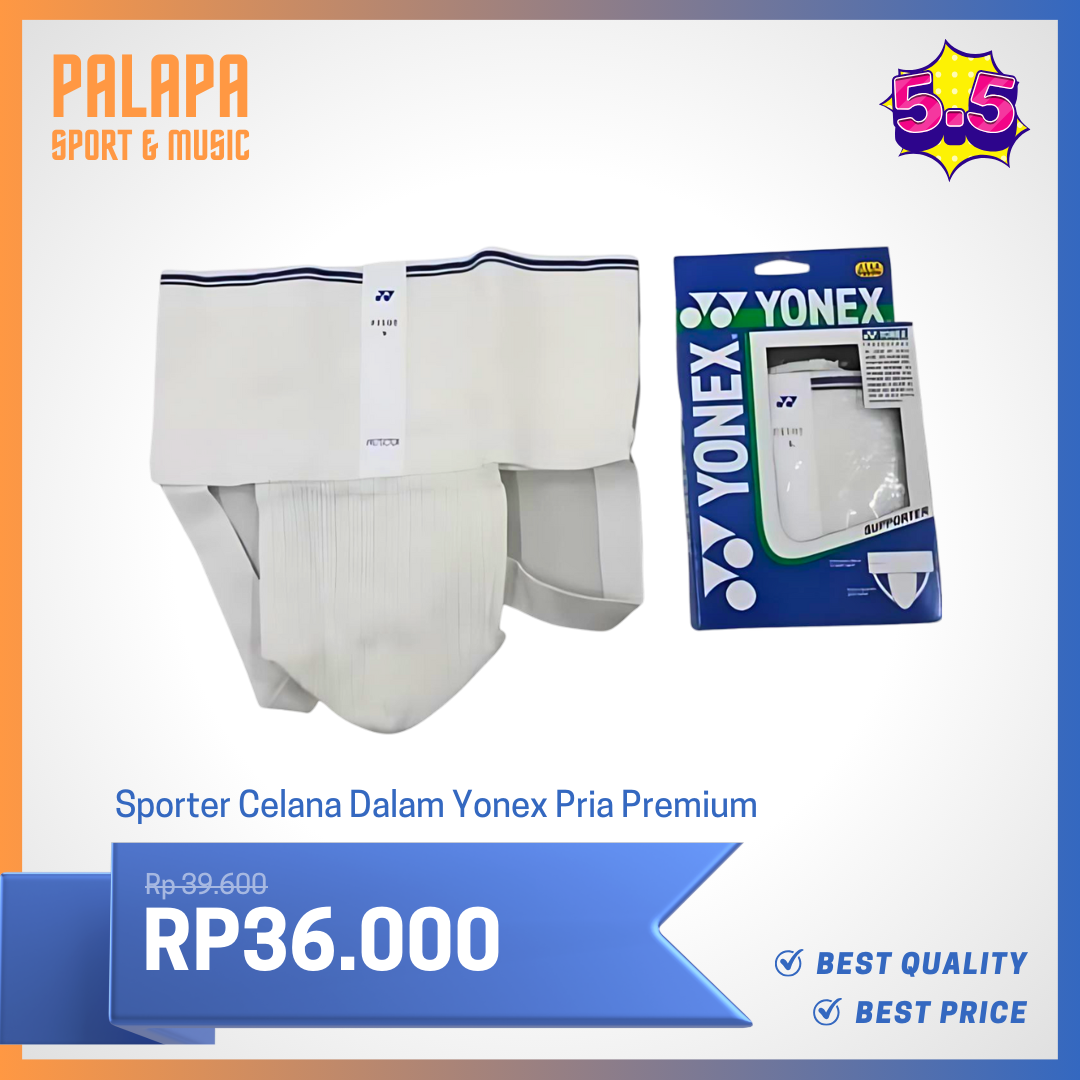 PALAPA
SPORT & MUSIC
5.5
YONEX
YONEX
L
SUPPORTER
Sporter Celana Dalam Yonex Pria Premium
Rp 39.600
RP36.000
BEST QUALITY
BEST PRICE